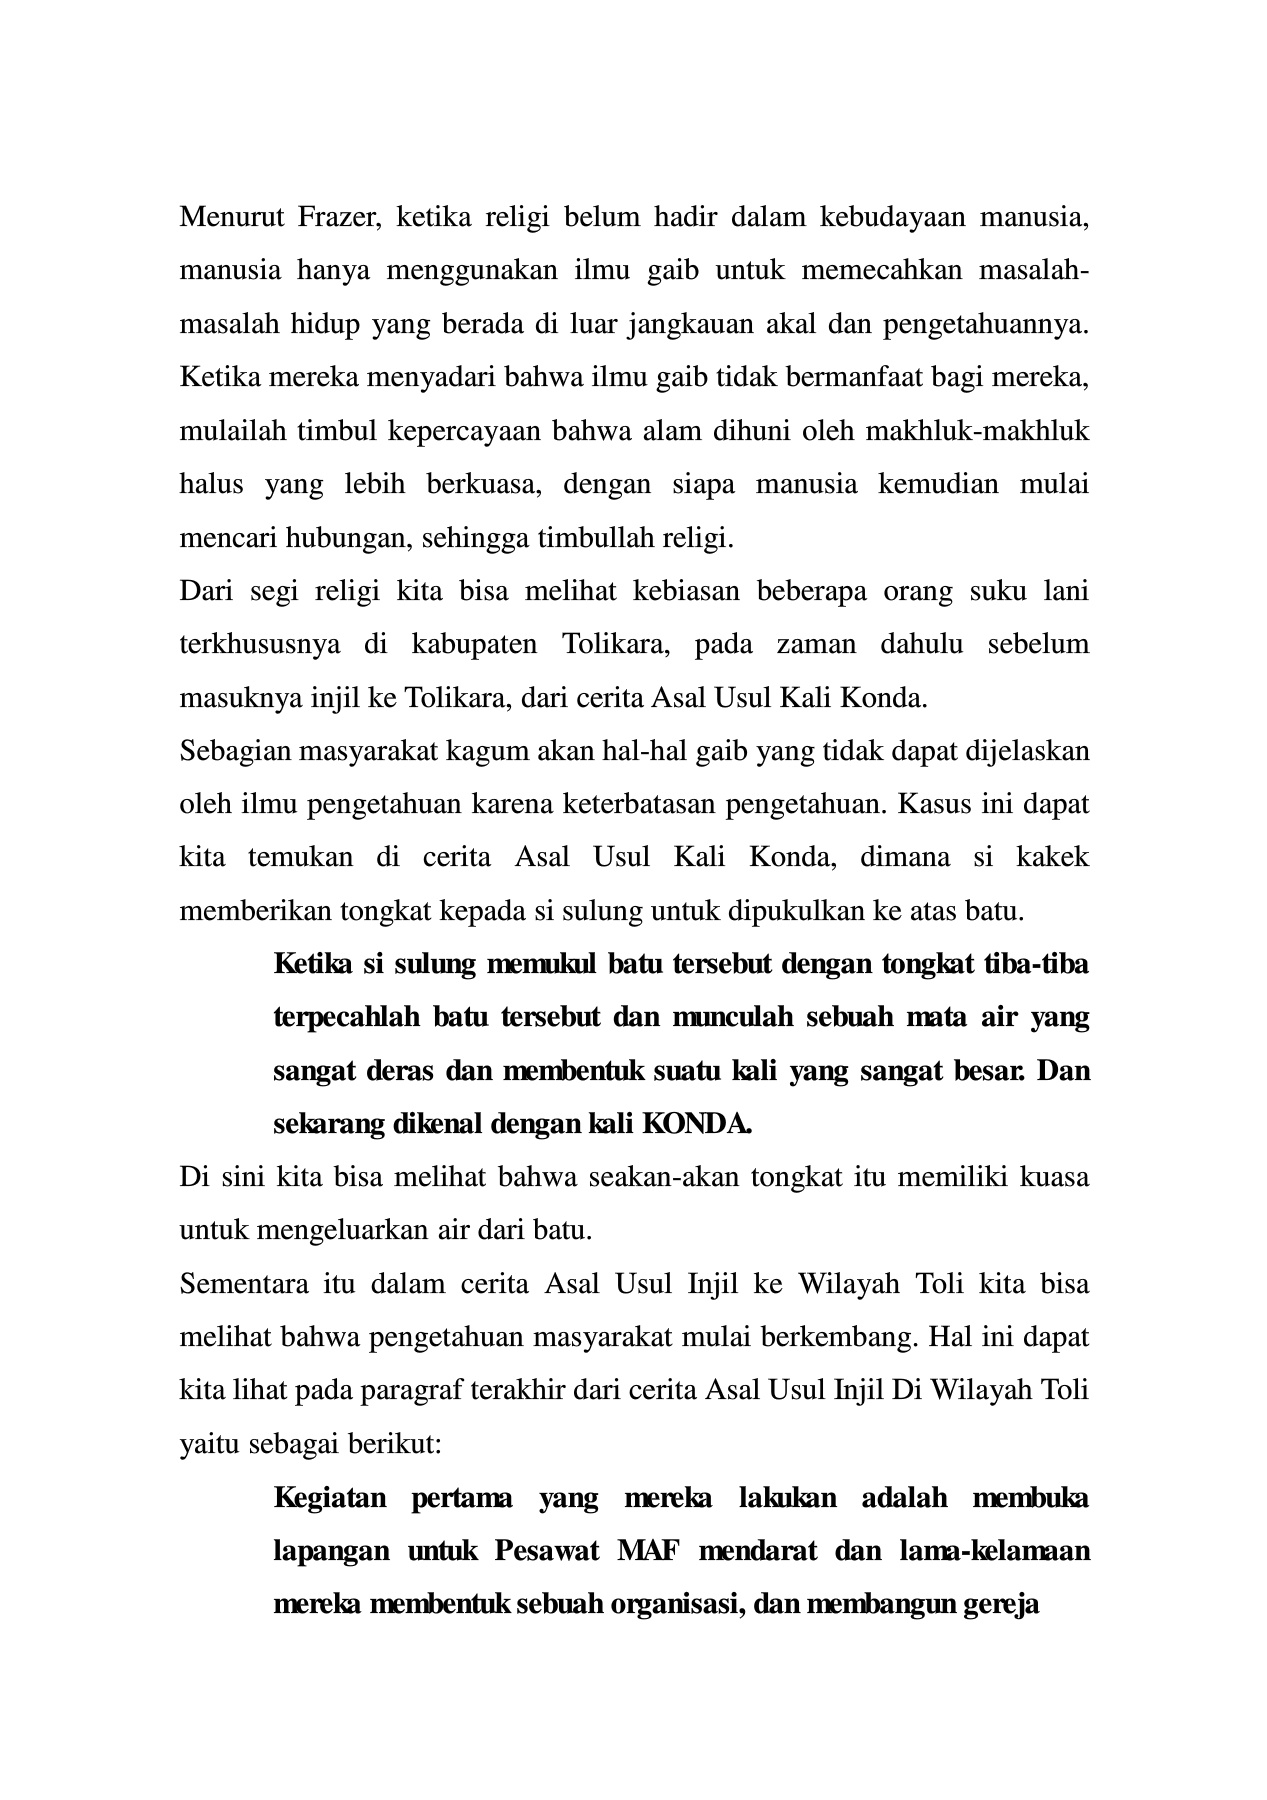 Menurut Frazer, ketika religi belum hadir dalam kebudayaan manusia,
manusia hanya menggunakan ilmu gaib untuk memecahkan masalah-
masalah hidup yang berada di luar jangkauan akal dan pengetahuannya.
Ketika mereka menyadari bahwa ilmu gaib tidak bermanfaat bagi mereka,
mulailah timbul kepercayaan bahwa alam dihuni oleh makhluk-makhluk
halus yang lebih berkuasa, dengan siapa manusia kemudian mulai
mencari hubungan, sehingga timbullah religi.
Dari segi religi kita bisa melihat kebiasan beberapa orang suku lani
terkhususnya di kabupaten Tolikara, pada zaman dahulu sebelum
masuknya injil ke Tolikara, dari cerita Asal Usul Kali Konda.
Sebagian masyarakat kagum akan hal-hal gaib yang tidak dapat dijelaskan
oleh ilmu pengetahuan karena keterbatasan pengetahuan. Kasus ini dapat
kita temukan di cerita Asal Usul Kali Konda, dimana si kakek
memberikan tongkat kepada si sulung untuk dipukulkan ke atas batu.
Ketika si sulung memukul batu tersebut dengan tongkat tiba-tiba
terpecahlah batu tersebut dan munculah sebuah mata air yang
sangat deras dan membentuk suatu kali yang sangat besar. Dan
sekarang dikenal dengan kali KONDA.
Di sini kita bisa melihat bahwa seakan-akan tongkat itu memiliki kuasa
untuk mengeluarkan air dari batu.
Sementara itu dalam cerita Asal Usul Injil ke Wilayah Toli kita bisa
melihat bahwa pengetahuan masyarakat mulai berkembang. Hal ini dapat
kita lihat pada paragraf terakhir dari cerita Asal Usul Injil Di Wilayah Toli
yaitu sebagai berikut:
Kegiatan pertama yang mereka lakukan adalah membuka
lapangan untuk Pesawat MAF mendarat dan lama-kelamaan
mereka membentuk sebuah organisasi, dan membangun gereja